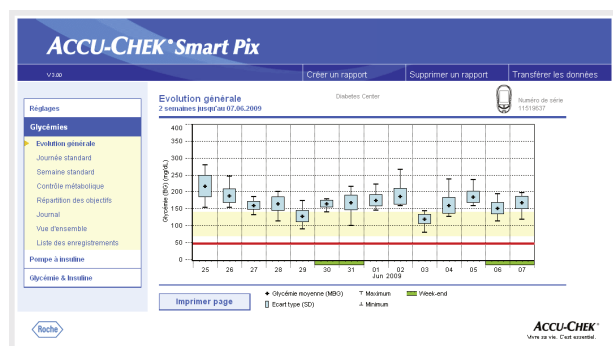 ACCU-CHEK® Smart Pix
V 3.00
Créer un rapport
Supprimer un rapport
Transférer les données
Réglages
Glycémies
Evolution générale
Journée standard
Semaine standard
Contrôle métabolique
Répartition des objectifs
Journal
Vue d'ensemble
Liste des enregistrements
Pompe à insuline
Glycémie & Insuline
Evolution générale
2 semaines jusqu'au 07.06.2009
Diabetes Center
Numéro de série
11519837
Glycémie (BG) (mg/dL)
400
350
300
250
200
150
100
50
0
25 26 27 28 29 30 31 01 02 03 04 05 06 07
Jun 2009
Imprimer page
Glycémie moyenne (MBG)
Maximum
Week-end
Ecart type (SD)
Minimum
Roche
ACCU-CHEK®
Vivre sa vie. C'est essentiel.